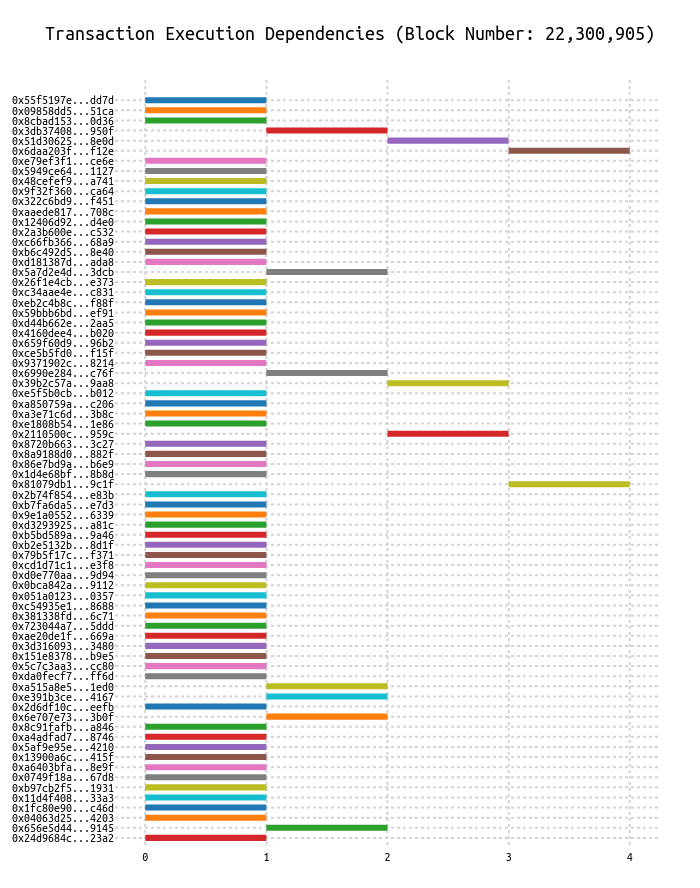 Transaction Execution Dependencies (Block Number: 22,300,905)
0x55f5197e...dd7d
0x09858dd5...51ca
0x8cbad153...0d36
0x3db37408...950f
0x51d30625...8e0d
0x6daa203f...f12e
0xe79ef3f1...ce6e
0x5949ce64...1127
0x48cefef9...a741
0x9f32f360...ca64
0x322c6bd9...f451
0xaaede817...708c
0x12406d92...d4e0
0x2a3b600e...c532
0xc66fb366...68a9
0xb6c492d5...8e40
0xd181387d...ada8
0x5a7d2e4d...3dcb
0x26f1e4cb...e373
0xc34aae4e...c831
0xeb2c4b8c...f88f
0x59bbb6bd...ef91
0xd44b662e...2aa5
0x4160dee4...b020
0x659f60d9...96b2
0xce5b5fd0...f15f
0x9371902c...8214
0x6990e284...c76f
0x39b2c57a...9aa8
0xe5f5b0cb...b012
0xa850759a...c206
0xa3e71c6d...3b8c
0xe1808b54...1e86
0x2110500c...959c
0x8720b663...3c27
0x8a9188d0...882f
0x86e7bd9a...b6e9
0x1d4e68bf...8b8d
0x81079db1...9c1f
0x2b74f854...e83b
0xb7fa6da5...e7d3
0x9e1a0552...6339
0xd3293925...a81c
0xb5bd589a...9a46
0xb2e5132b...8d1f
0x79b5f17c...f371
0xcd1d71c1...e3f8
0xd0e770aa...9d94
0x0bca842a...9112
0x051a0123...0357
0xc54935e1...8688
0x381338fd...6c71
0x723044a7...5ddd
0xae20de1f...669a
0x3d316093...3480
0x151e8378...b9e5
0x5c7c3aa3...cc80
0xda0fecf7...ff6d
0xa515a8e5...1ed0
0xe391b3ce...4167
0x2d6df10c...eefb
0x6e707e73...3b0f
0x8c91fafb...a846
0xa4adfad7...8746
0x5af9e95e...4210
0x13900a6c...415f
0xa6403bfa...8e9f
0x0749f18a...67d8
0xb97cb2f5...1931
0x11d4f408...33a3
0x1fc80e90...c46d
0x04063d25...4203
0x656e5d44...9145
0x24d9684c...23a2
0 1 2 3 4